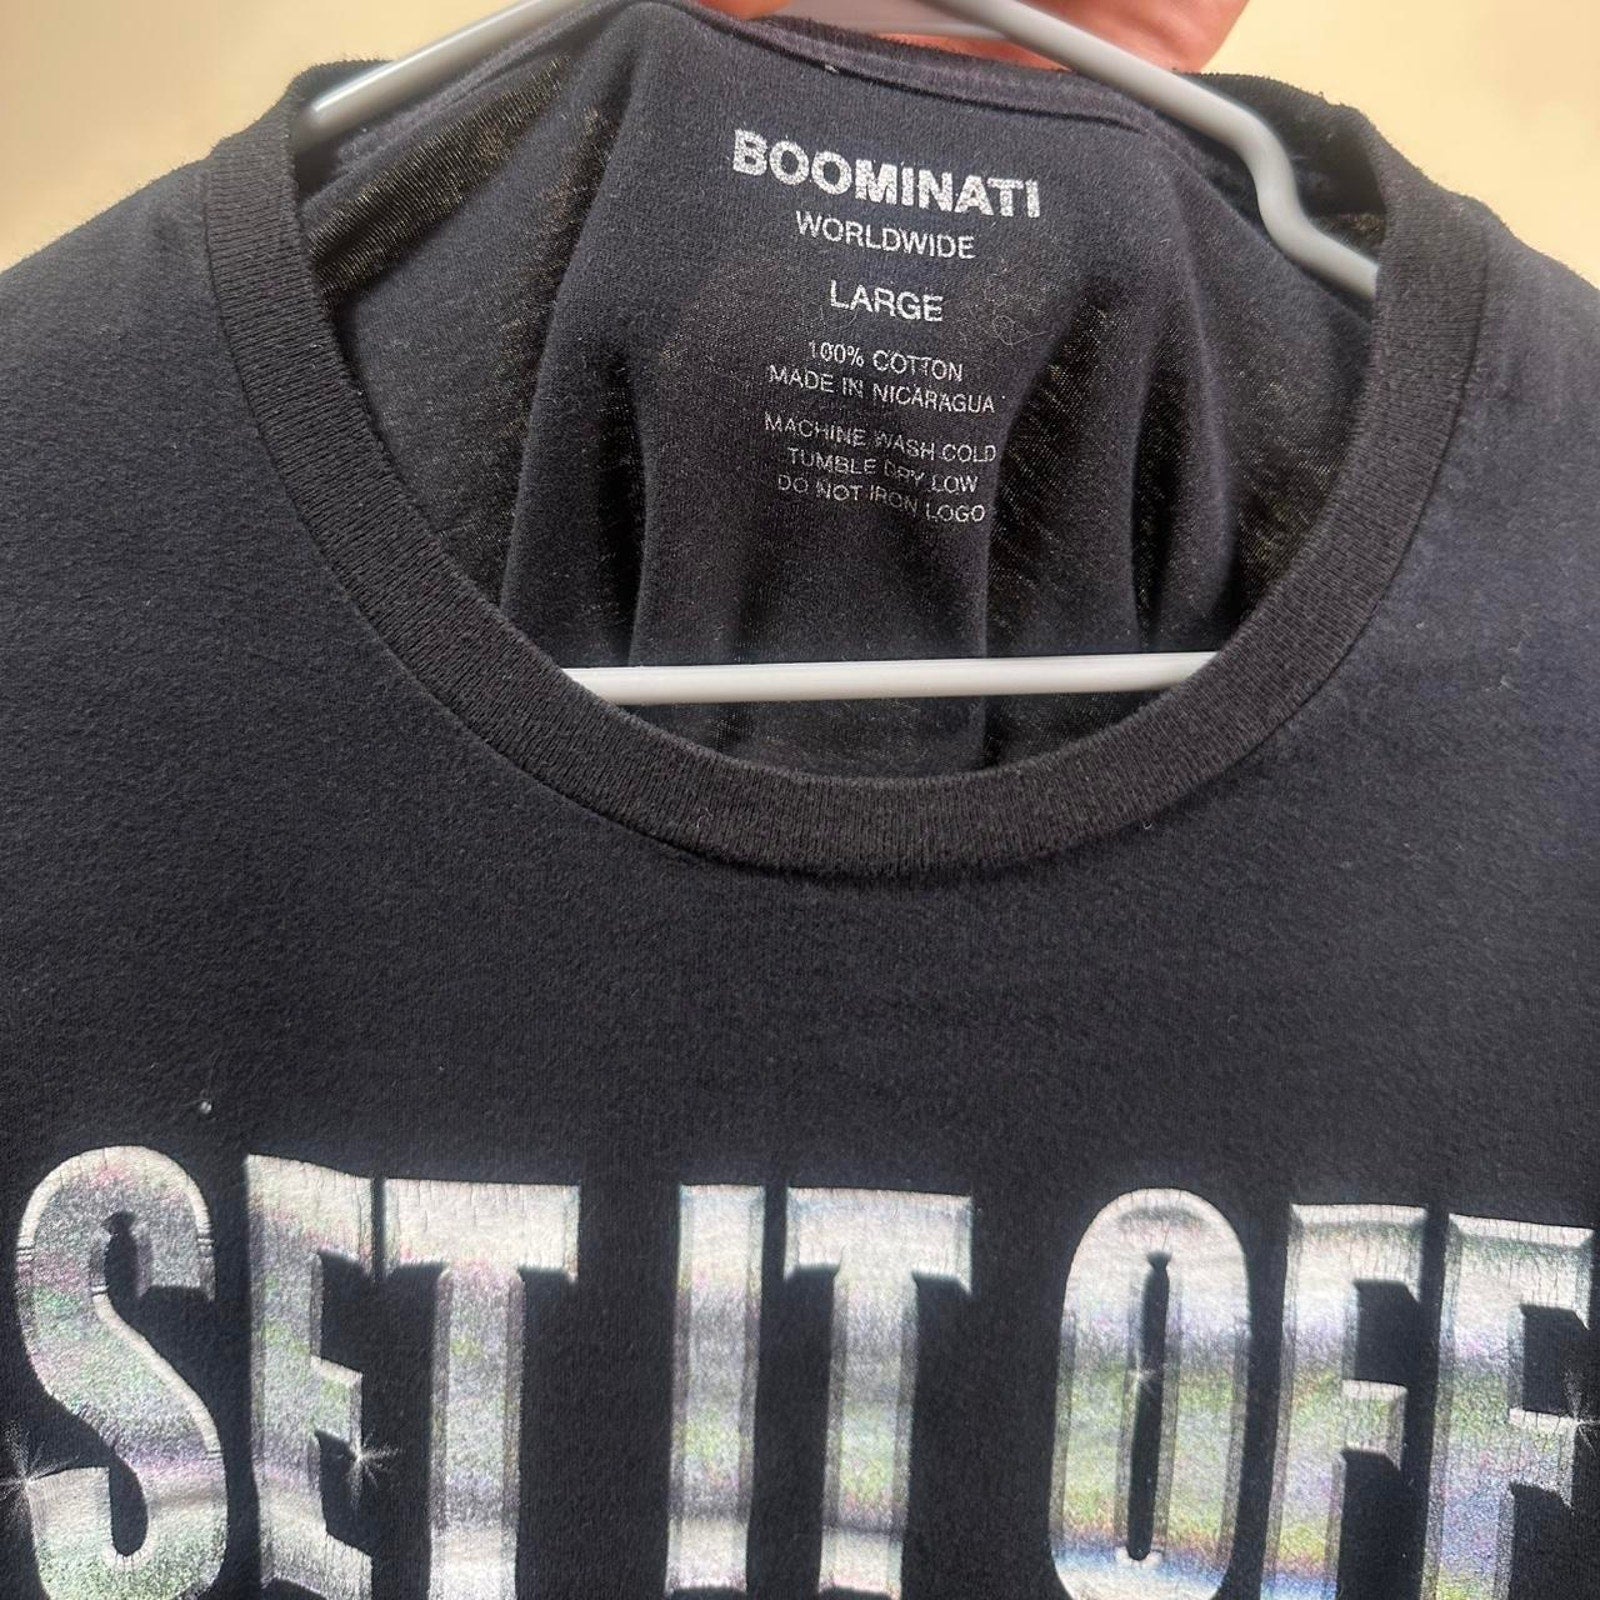 BOOMINATI
WORLDWIDE
LARGE
100% COTTON
MADE IN NICARAGUA
MACHINE WASH COLD
TUMBLE DRY LOW
DO NOT IRON LOGO
SET IT OFF